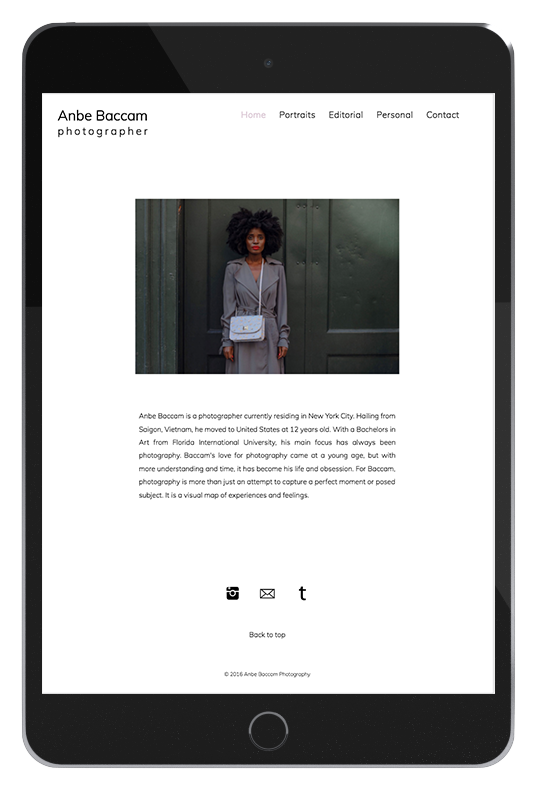 Anbe Baccam
photographer
Home Portraits Editorial Personal Contact
Anbe Baccam is a photographer currently residing in New York City. Hailing from
Saigon, Vietnam, he moved to United States at 12 years old. With a Bachelors in
Art from Florida International University, his main focus has always been
photography. Baccam's love for photography came at a young age, but with
more understanding and time, it has become his life and obsession. For Baccam,
photography is more than just an attempt to capture a perfect moment or posed
subject. It is a visual map of experiences and feelings.
t
Back to top
© 2016 Anbe Baccam Photography